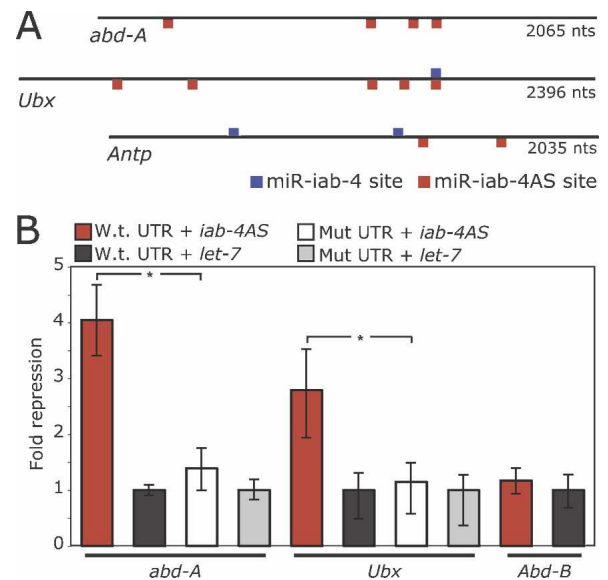 A
abd-A
2065 nts
Ubx
2396 nts
Antp
2035 nts
miR-iab-4 site miR-iab-4AS site
B
W.t. UTR + iab-4AS Mut UTR + iab-4AS
W.t. UTR + let-7 Mut UTR + let-7
Fold repression
5
4
3
2
1
0
*
*
abd-A Ubx Abd-B